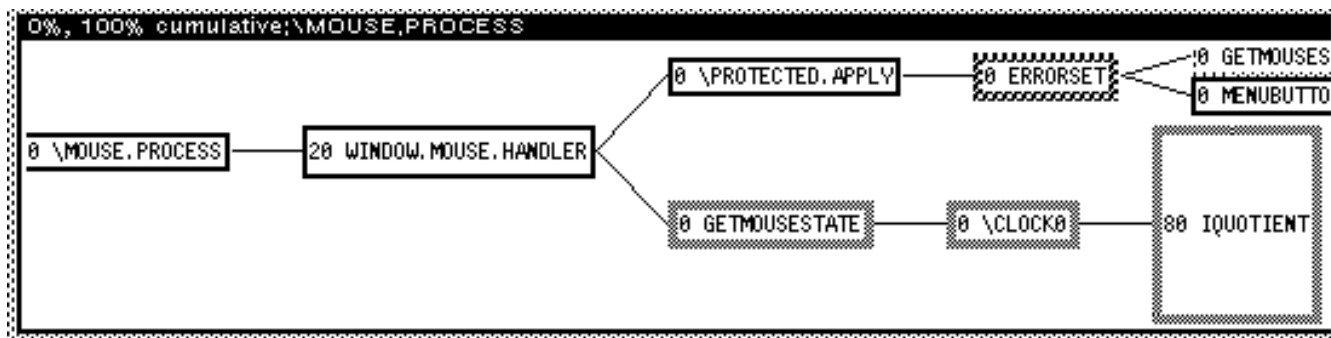 0%, 100% cumulative;\MOUSE.PROCESS
0 GETMOUSES
0 \PROTECTED.APPLY
0 ERRORSET
0 MENUBUTTO
0 \MOUSE.PROCESS
20 WINDOW.MOUSE.HANDLER
0 GETMOUSESTATE
0 \CLOCK0
80 IQUOTIENT